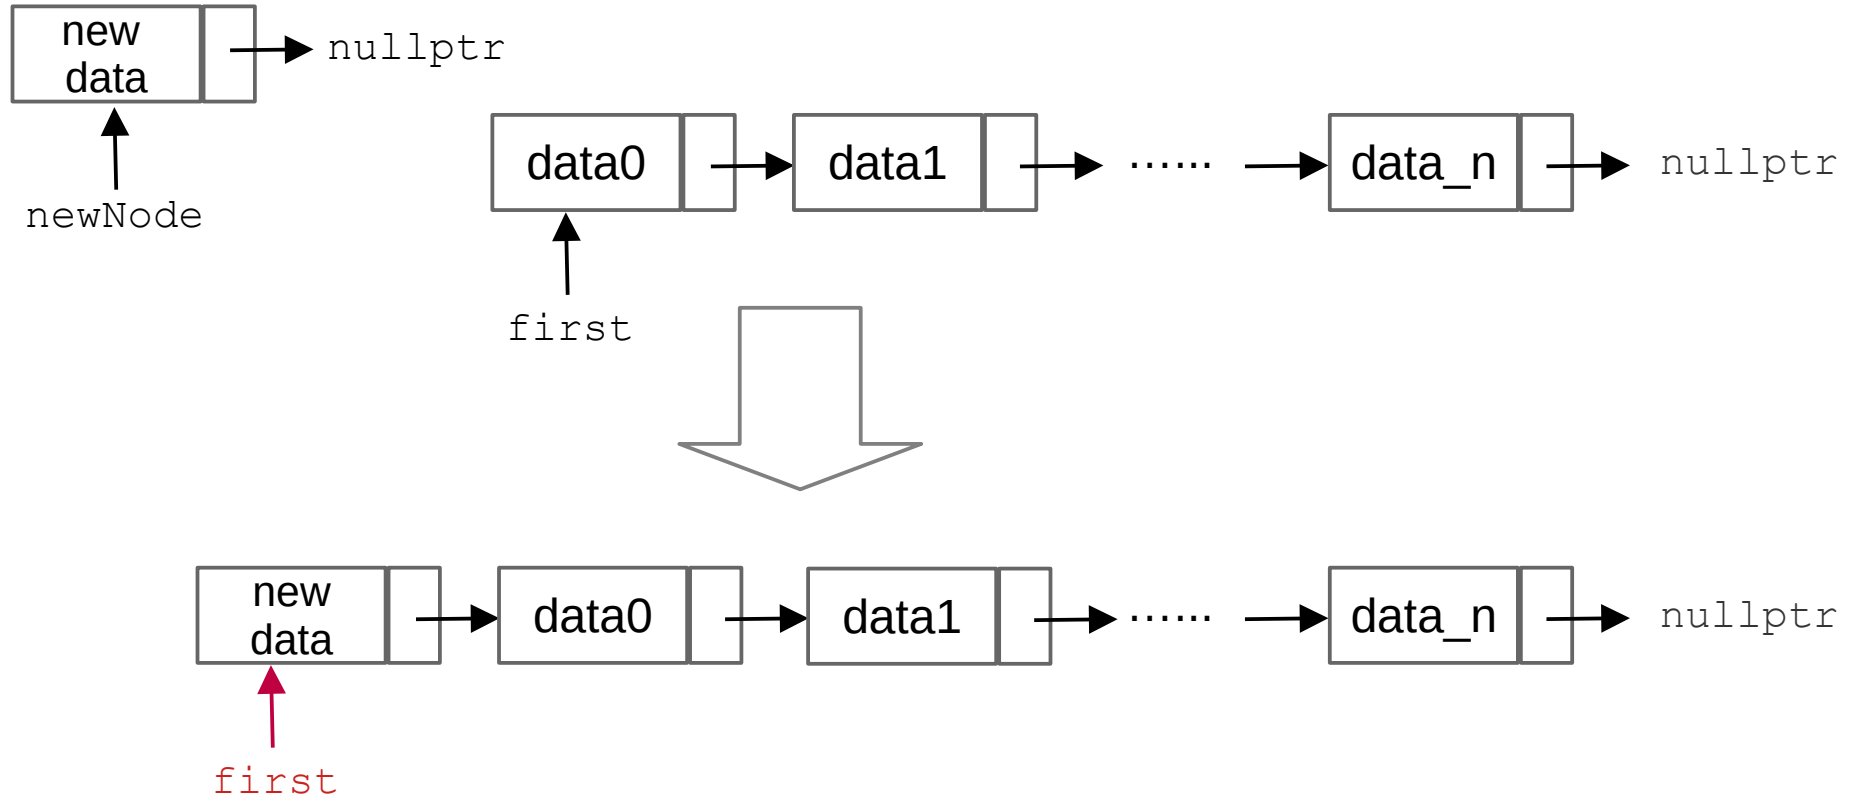 new
data
nullptr
newNode
data0
data1
......
data_n
nullptr
first
new
data
data0
data1
......
data_n
nullptr
first